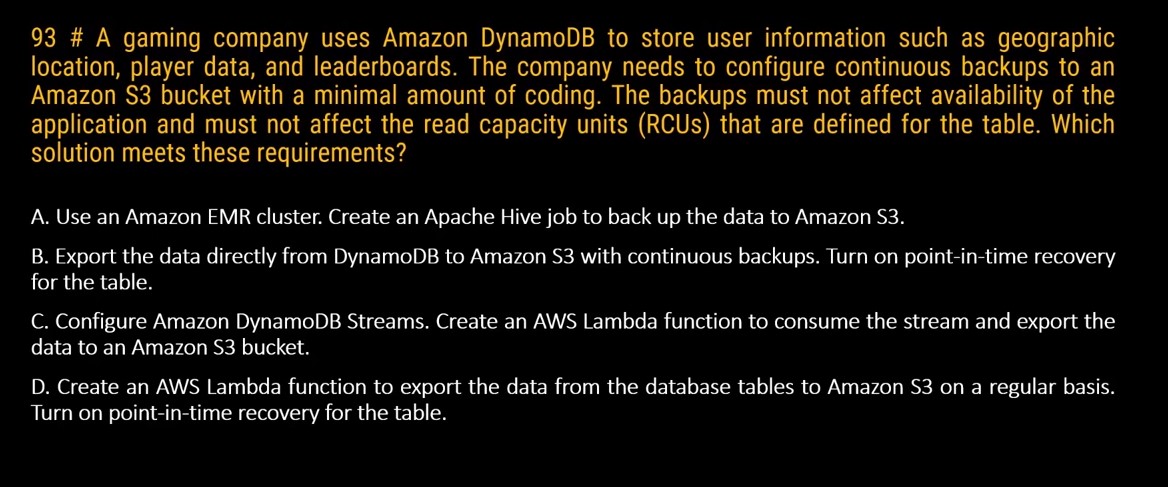 93 # A gaming company uses Amazon DynamoDB to store user information such as geographic
location, player data, and leaderboards. The company needs to configure continuous backups to an
Amazon S3 bucket with a minimal amount of coding. The backups must not affect availability of the
application and must not affect the read capacity units (RCUs) that are defined for the table. Which
solution meets these requirements?
A. Use an Amazon EMR cluster. Create an Apache Hive job to back up the data to Amazon S3.
B. Export the data directly from DynamoDB to Amazon S3 with continuous backups. Turn on point-in-time recovery
for the table.
C. Configure Amazon DynamoDB Streams. Create an AWS Lambda function to consume the stream and export the
data to an Amazon S3 bucket.
D. Create an AWS Lambda function to export the data from the database tables to Amazon S3 on a regular basis.
Turn on point-in-time recovery for the table.